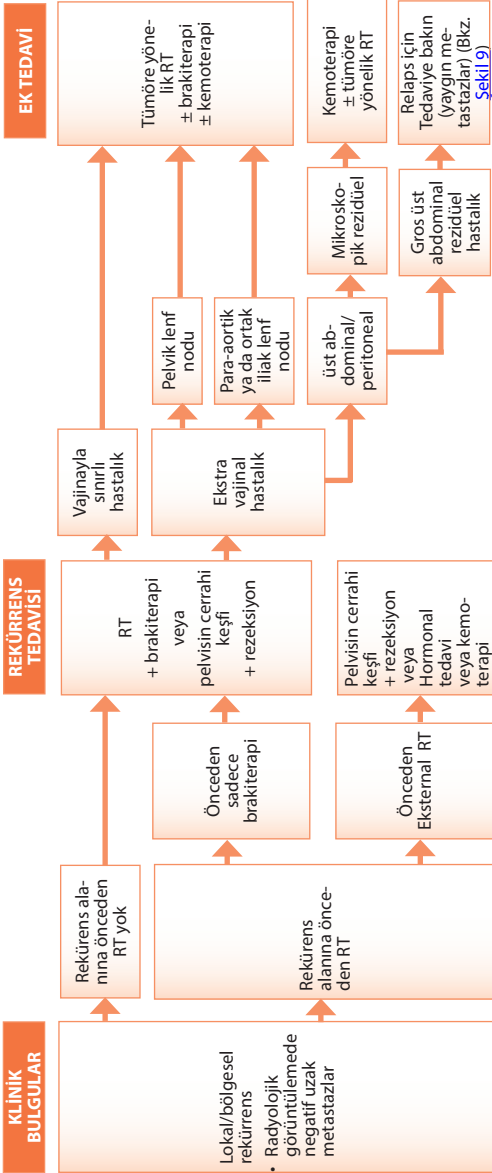 KLİNİK
BULGULAR
Lokal/bölgesel
rekürrens
• Radyolojik
görüntülemede
negatif uzak
metastazlar
Rekürens ala-
nına önceden
RT yok
Rekürens
alanına önce-
den RT
Önceden
sadece
brakiterapi
Önceden
Eksternal RT
REKÜRRENS
TEDAVİSİ
RT
+ brakiterapi
veya
pelvisin cerrahi
keşfi
+ rezeksiyon
Pelvisin cerrahi
keşfi
+ rezeksiyon
veya
Hormonal
tedavi
veya kemo-
terapi
Vajinayla
sınırlı
hastalık
Ekstra
vajinal
hastalık
Pelvik lenf
nodu
Para-aortik
ya da ortak
iliak lenf
nodu
üst ab-
dominal/
peritoneal
Mikrosko-
pik rezidüel
Gros üst
abdominal
rezidüel
hastalık
EK TEDAVİ
Tümöre yöne-
lik RT
± brakiterapi
± kemoterapi
Kemoterapi
± tümöre
yönelik RT
Relaps için
Tedaviye bakın
(yaygın me-
tastazlar) (Bkz.
Şekil 9)